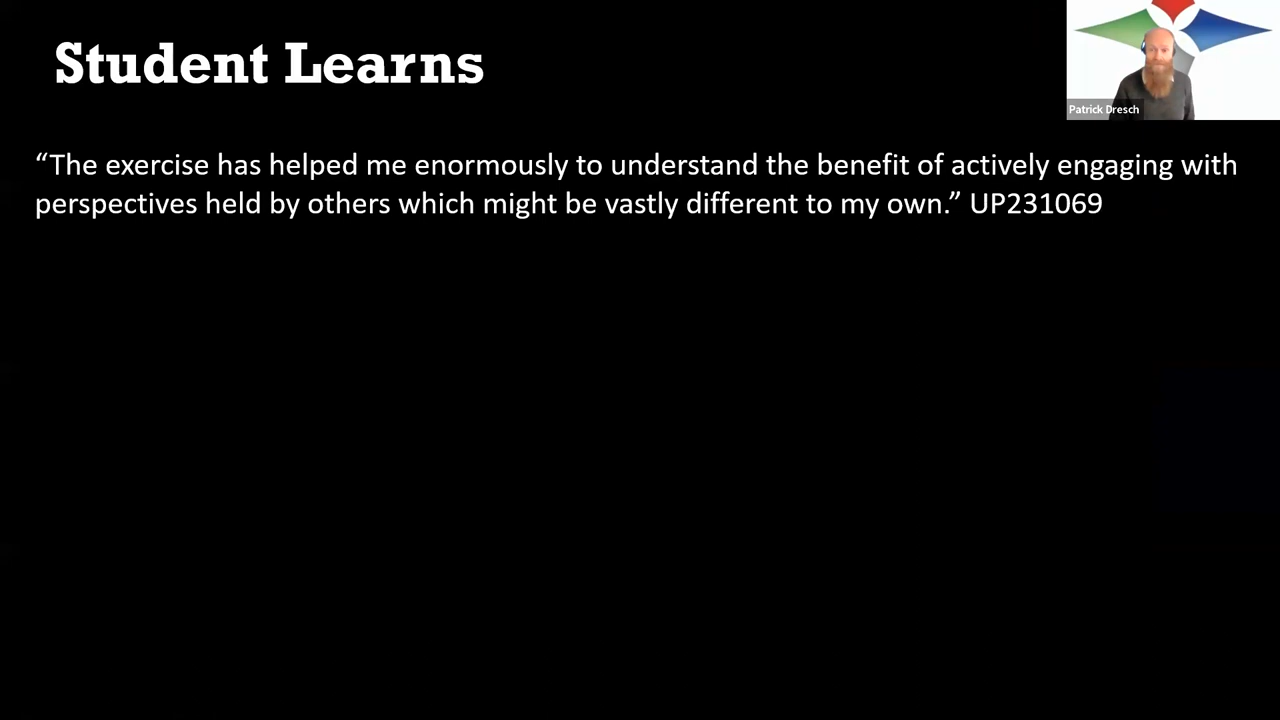 Student Learns
Patrick Dresch
“The exercise has helped me enormously to understand the benefit of actively engaging with
perspectives held by others which might be vastly different to my own.” UP231069